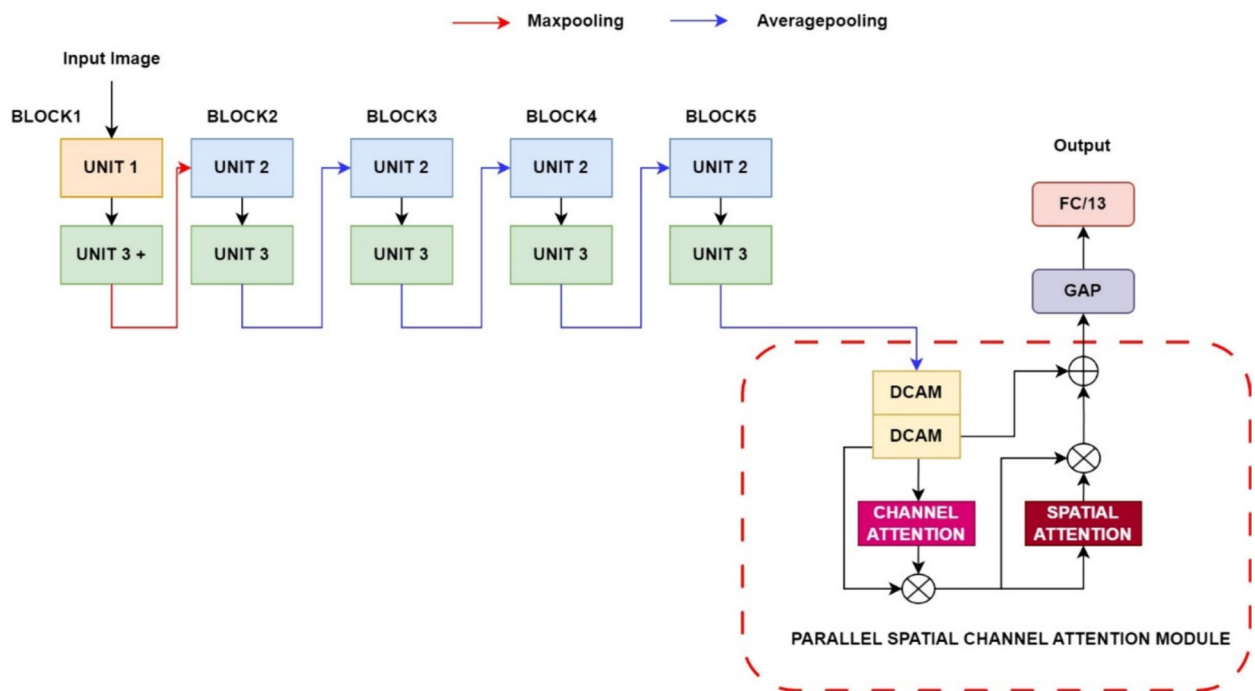 Maxpooling
Averagepooling
Input Image
BLOCK1
BLOCK2
BLOCK3
BLOCK4
BLOCK5
UNIT 1
UNIT 2
UNIT 2
UNIT 2
UNIT 2
UNIT 3 +
UNIT 3
UNIT 3
UNIT 3
UNIT 3
Output
FC/13
GAP
DCAM
DCAM
CHANNEL
ATTENTION
SPATIAL
ATTENTION
PARALLEL SPATIAL CHANNEL ATTENTION MODULE